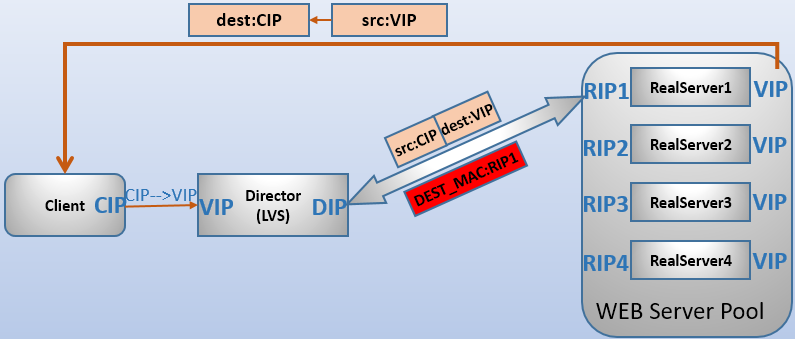 dest:CIP
src:VIP
RIP1
RealServer1
VIP
src:CIP
dest:VIP
RIP2
RealServer2
VIP
DEST_MAC:RIP1
Client
CIP
CIP-->VIP
VIP
Director
(LVS)
DIP
RIP3
RealServer3
VIP
RIP4
RealServer4
VIP
WEB Server Pool